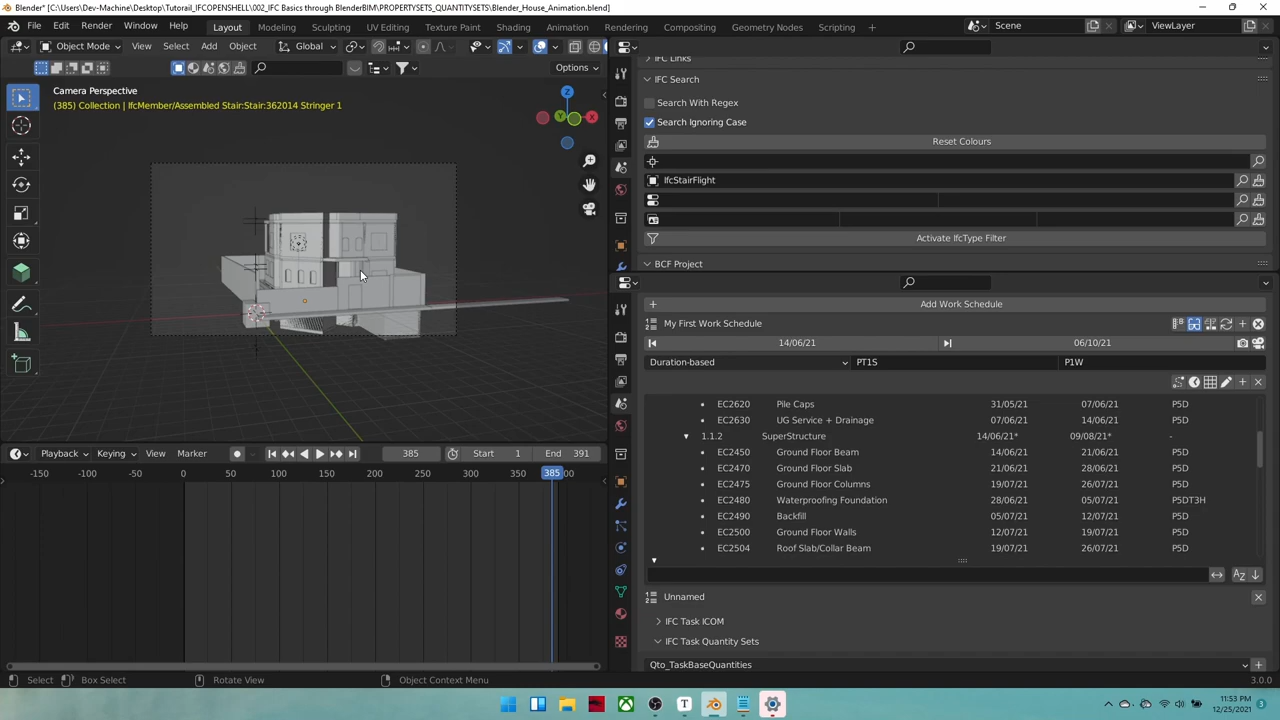 Blender* [C:\Users\Dev-Machine\Desktop\Tutorail_IFCOPENSHELL\002_IFC Basics through BlenderBIM\PROPERTYSETS_QUANTITYSETS\Blender_House_Animation.blend]
File Edit Render Window Help Layout Modeling Sculpting UV Editing Texture Paint Shading Animation Rendering Compositing Geometry Nodes Scripting + Scene ViewLayer
Object Mode View Select Add Object Global
Options
Camera Perspective
(385) Collection | IfcMember/Assembled Stair:Stair:362014 Stringer 1
Z
Y X
Playback Keying View Marker 385 Start 1 End 391
-150 -100 -50 0 50 100 150 200 250 300 350 385 00
IFC Links
IFC Search
Search With Regex
Search Ignoring Case
Reset Colours
IfcStairFlight
Activate IfcType Filter
BCF Project
Add Work Schedule
My First Work Schedule
14/06/21 06/10/21
Duration-based PT1S P1W
EC2620 Pile Caps 31/05/21 07/06/21 P5D
EC2630 UG Service + Drainage 07/06/21 14/06/21 P5D
1.1.2 SuperStructure 14/06/21* 09/08/21* -
EC2450 Ground Floor Beam 14/06/21 21/06/21 P5D
EC2470 Ground Floor Slab 21/06/21 28/06/21 P5D
EC2475 Ground Floor Columns 19/07/21 26/07/21 P5D
EC2480 Waterproofing Foundation 28/06/21 05/07/21 P5DT3H
EC2490 Backfill 05/07/21 12/07/21 P5D
EC2500 Ground Floor Walls 12/07/21 19/07/21 P5D
EC2504 Roof Slab/Collar Beam 19/07/21 26/07/21 P5D
Unnamed
IFC Task ICOM
IFC Task Quantity Sets
Qto_TaskBaseQuantities
Select Box Select Rotate View Object Context Menu 3.0.0
11:53 PM
12/25/2021